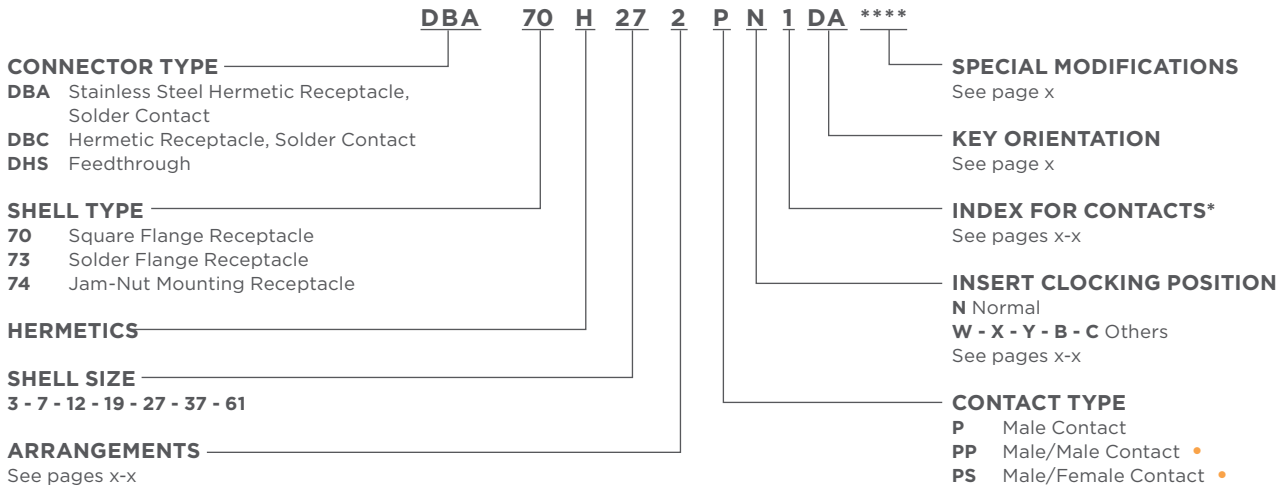 DBA 70 H 27 2 P N 1 DA ****
CONNECTOR TYPE
DBA Stainless Steel Hermetic Receptacle,
Solder Contact
DBC Hermetic Receptacle, Solder Contact
DHS Feedthrough
SHELL TYPE
70 Square Flange Receptacle
73 Solder Flange Receptacle
74 Jam-Nut Mounting Receptacle
HERMETICS
SHELL SIZE
3 - 7 - 12 - 19 - 27 - 37 - 61
ARRANGEMENTS
See pages x-x
SPECIAL MODIFICATIONS
See page x
KEY ORIENTATION
See page x
INDEX FOR CONTACTS*
See pages x-x
INSERT CLOCKING POSITION
N Normal
W - X - Y - B - C Others
See pages x-x
CONTACT TYPE
P Male Contact
PP Male/Male Contact •
PS Male/Female Contact •